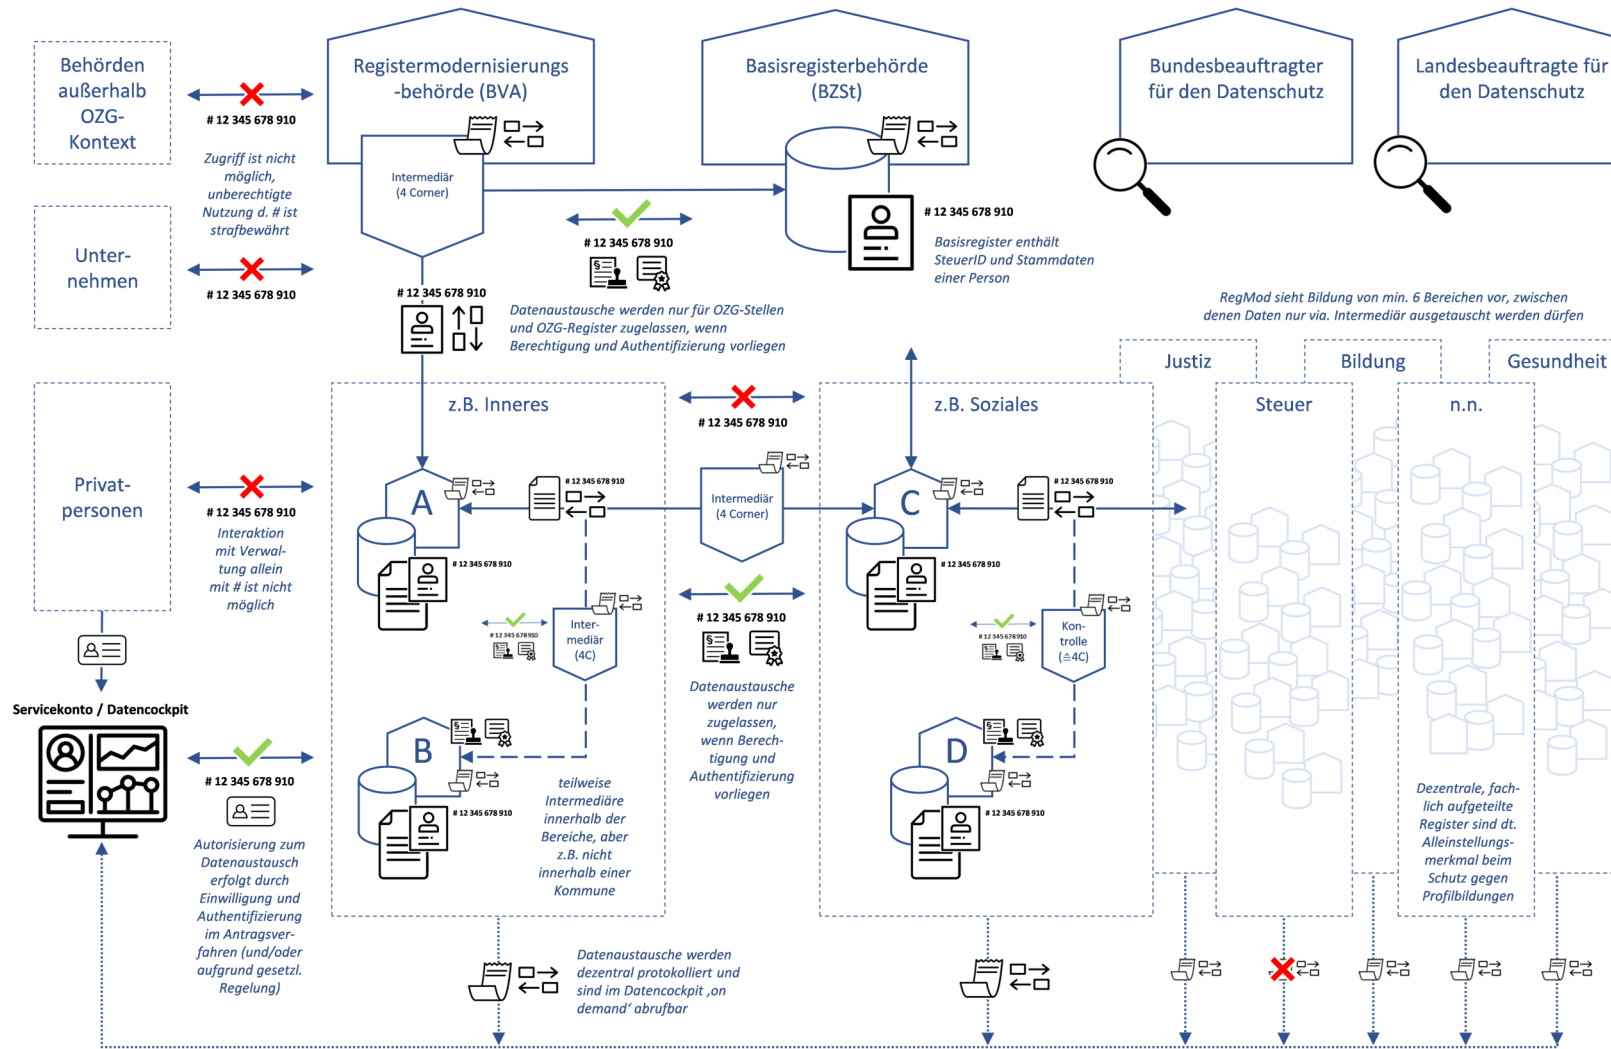 Behörden
außerhalb
OZG-
Kontext
# 12 345 678 910
Zugriff ist nicht
möglich,
unberechtigte
Nutzung d. # ist
strafbewährt
Unter-
nehmen
# 12 345 678 910
Privat-
personen
# 12 345 678 910
Interaktion
mit Verwal-
tung allein
mit # ist nicht
möglich
Servicekonto / Datencockpit
# 12 345 678 910
Autorisierung zum
Datenaustausch
erfolgt durch
Einwilligung und
Authentifizierung
im Antragsver-
fahren (und/oder
aufgrund gesetzl.
Regelung)
Registermodernisierungs
-behörde (BVA)
Intermediär
(4 Corner)
# 12 345 678 910
# 12 345 678 910
§
Datenaustausche werden nur für OZG-Stellen
und OZG-Register zugelassen, wenn
Berechtigung und Authentifizierung vorliegen
Basisregisterbehörde
(BZSt)
# 12 345 678 910
Basisregister enthält
SteuerID und Stammdaten
einer Person
Bundesbeauftragter
für den Datenschutz
Landesbeauftragte für
den Datenschutz
RegMod sieht Bildung von min. 6 Bereichen vor, zwischen
denen Daten nur via. Intermediär ausgetauscht werden dürfen
z.B. Inneres
A
# 12 345 678 910
# 12 345 678 910
# 12 345 678 910
§
Inter-
mediär
(4C)
B
§
# 12 345 678 910
teilweise
Intermediäre
innerhalb der
Bereiche, aber
z.B. nicht
innerhalb einer
Kommune
# 12 345 678 910
Intermediär
(4 Corner)
# 12 345 678 910
§
Datenaustausche
werden nur
zugelassen,
wenn Berech-
tigung und
Authentifizierung
vorliegen
z.B. Soziales
C
# 12 345 678 910
# 12 345 678 910
# 12 345 678 910
§
Kon-
trolle
(≙4C)
D
§
# 12 345 678 910
Justiz
Steuer
Bildung
n.n.
Gesundheit
Dezentrale, fach-
lich aufgeteilte
Register sind dt.
Alleinstellungs-
merkmal beim
Schutz gegen
Profilbildungen
Datenaustausche werden
dezentral protokolliert und
sind im Datencockpit ‚on
demand‘ abrufbar